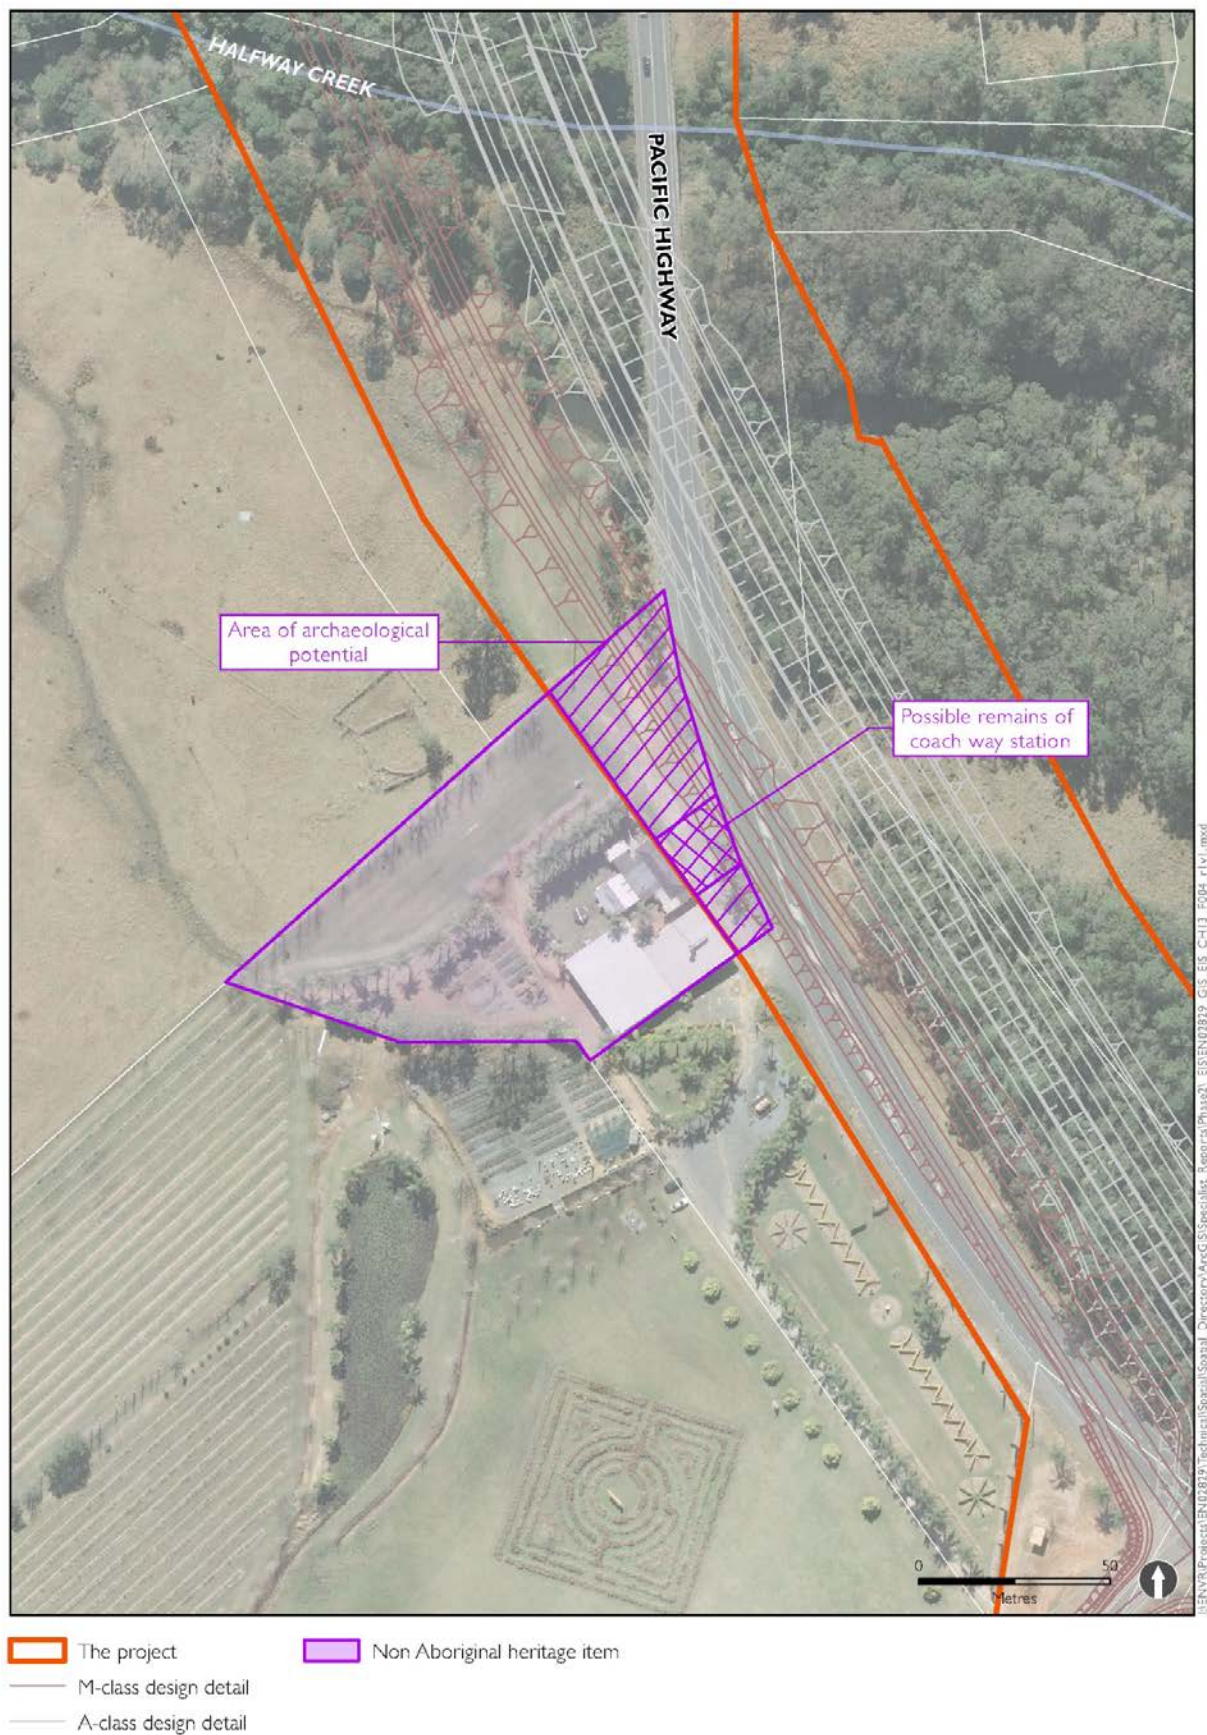 HALFWAY CREEK
PACIFIC HIGHWAY
Area of archaeological
potential
Possible remains of
coach way station
0 50
Metres
The project
Non Aboriginal heritage item
M-class design detail
A-class design detail